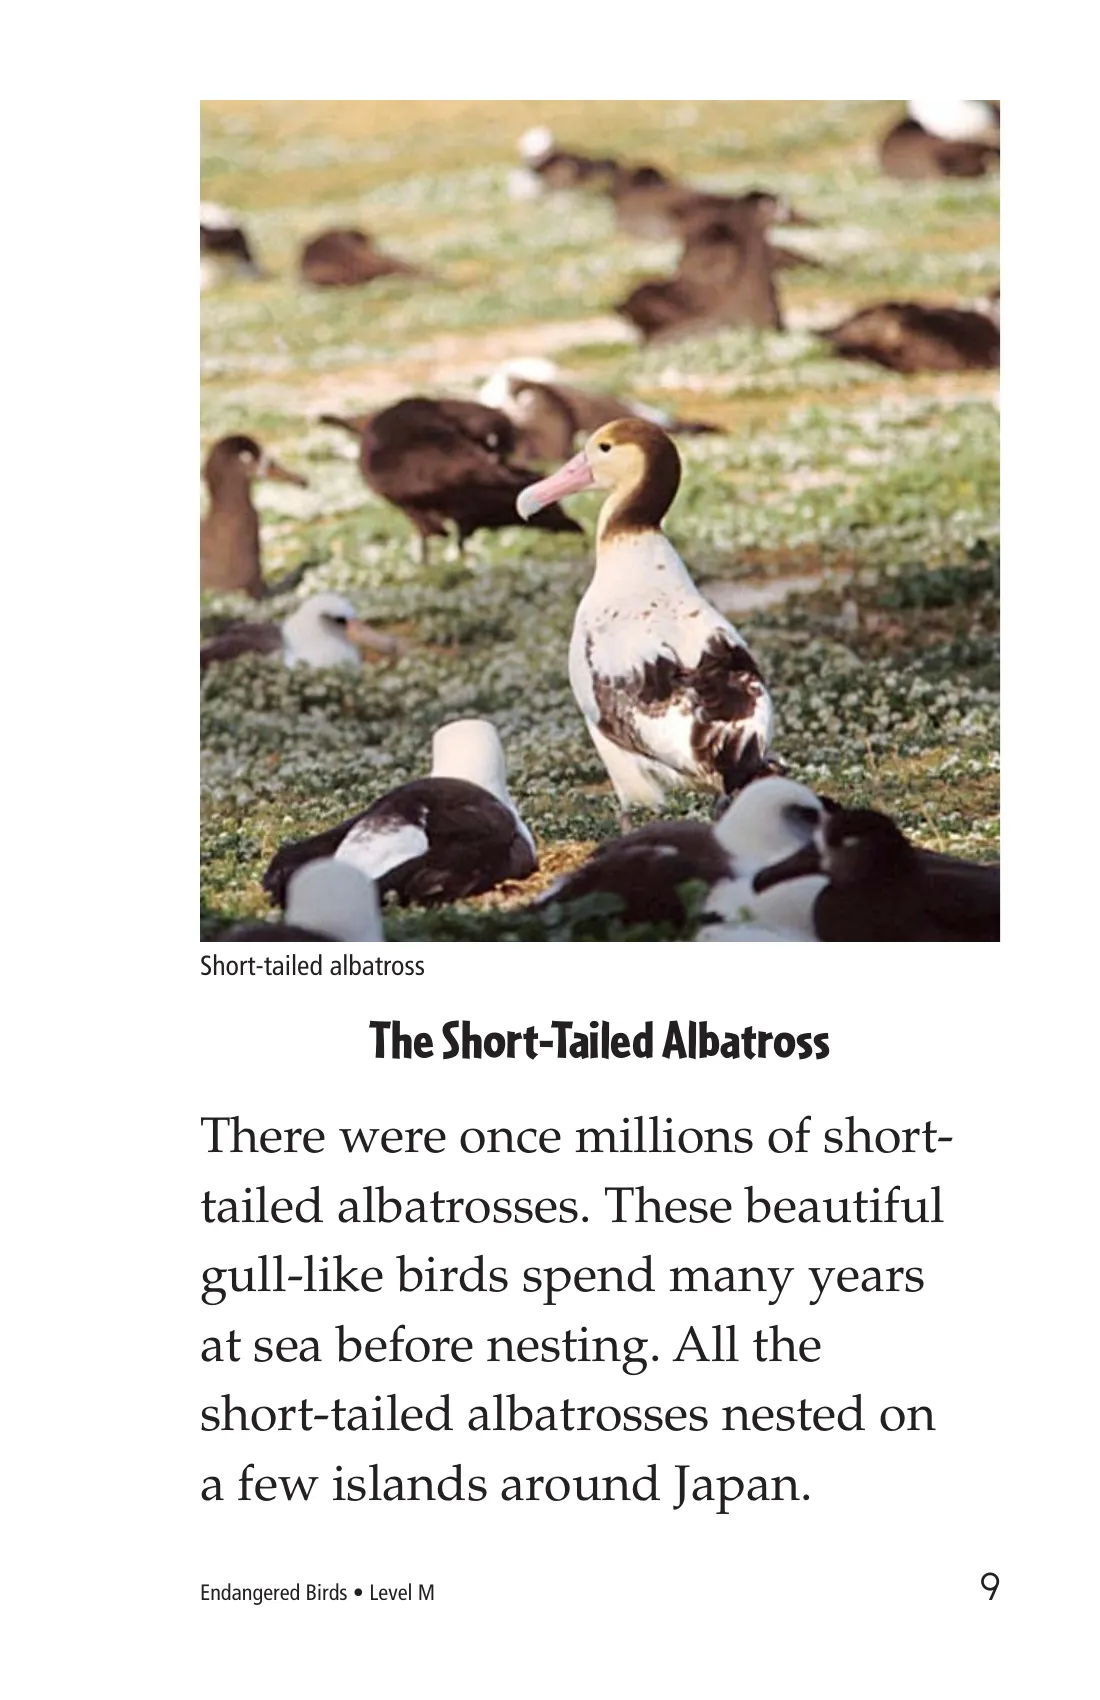 Short-tailed albatross
The Short-Tailed Albatross
There were once millions of short-
tailed albatrosses. These beautiful
gull-like birds spend many years
at sea before nesting. All the
short-tailed albatrosses nested on
a few islands around Japan.
Endangered Birds • Level M
9